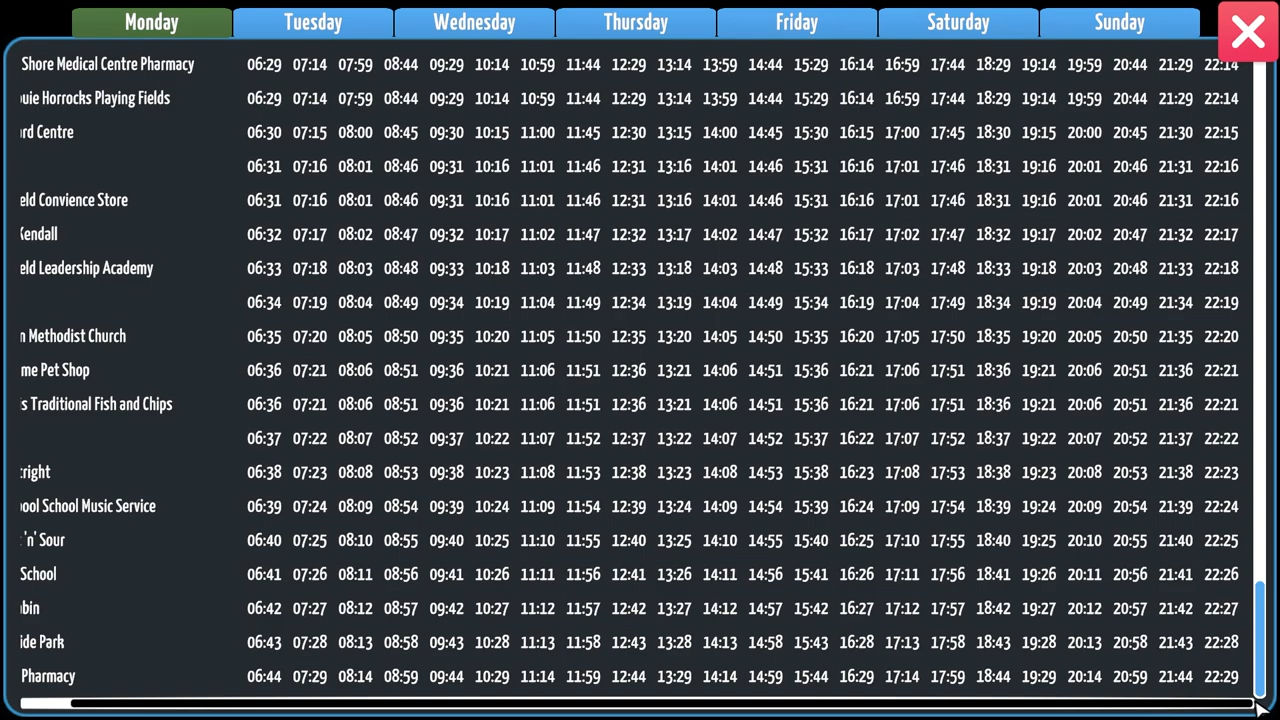 Monday Tuesday Wednesday Thursday Friday Saturday Sunday
Shore Medical Centre Pharmacy 06:29 07:14 07:59 08:44 09:29 10:14 10:59 11:44 12:29 13:14 13:59 14:44 15:29 16:14 16:59 17:44 18:29 19:14 19:59 20:44 21:29 22:14
uie Horrocks Playing Fields 06:29 07:14 07:59 08:44 09:29 10:14 10:59 11:44 12:29 13:14 13:59 14:44 15:29 16:14 16:59 17:44 18:29 19:14 19:59 20:44 21:29 22:14
rd Centre 06:30 07:15 08:00 08:45 09:30 10:15 11:00 11:45 12:30 13:15 14:00 14:45 15:30 16:15 17:00 17:45 18:30 19:15 20:00 20:45 21:30 22:15
06:31 07:16 08:01 08:46 09:31 10:16 11:01 11:46 12:31 13:16 14:01 14:46 15:31 16:16 17:01 17:46 18:31 19:16 20:01 20:46 21:31 22:16
eld Convience Store 06:31 07:16 08:01 08:46 09:31 10:16 11:01 11:46 12:31 13:16 14:01 14:46 15:31 16:16 17:01 17:46 18:31 19:16 20:01 20:46 21:31 22:16
Kendall 06:32 07:17 08:02 08:47 09:32 10:17 11:02 11:47 12:32 13:17 14:02 14:47 15:32 16:17 17:02 17:47 18:32 19:17 20:02 20:47 21:32 22:17
eld Leadership Academy 06:33 07:18 08:03 08:48 09:33 10:18 11:03 11:48 12:33 13:18 14:03 14:48 15:33 16:18 17:03 17:48 18:33 19:18 20:03 20:48 21:33 22:18
06:34 07:19 08:04 08:49 09:34 10:19 11:04 11:49 12:34 13:19 14:04 14:49 15:34 16:19 17:04 17:49 18:34 19:19 20:04 20:49 21:34 22:19
n Methodist Church 06:35 07:20 08:05 08:50 09:35 10:20 11:05 11:50 12:35 13:20 14:05 14:50 15:35 16:20 17:05 17:50 18:35 19:20 20:05 20:50 21:35 22:20
me Pet Shop 06:36 07:21 08:06 08:51 09:36 10:21 11:06 11:51 12:36 13:21 14:06 14:51 15:36 16:21 17:06 17:51 18:36 19:21 20:06 20:51 21:36 22:21
's Traditional Fish and Chips 06:36 07:21 08:06 08:51 09:36 10:21 11:06 11:51 12:36 13:21 14:06 14:51 15:36 16:21 17:06 17:51 18:36 19:21 20:06 20:51 21:36 22:21
06:37 07:22 08:07 08:52 09:37 10:22 11:07 11:52 12:37 13:22 14:07 14:52 15:37 16:22 17:07 17:52 18:37 19:22 20:07 20:52 21:37 22:22
right 06:38 07:23 08:08 08:53 09:38 10:23 11:08 11:53 12:38 13:23 14:08 14:53 15:38 16:23 17:08 17:53 18:38 19:23 20:08 20:53 21:38 22:23
ool School Music Service 06:39 07:24 08:09 08:54 09:39 10:24 11:09 11:54 12:39 13:24 14:09 14:54 15:39 16:24 17:09 17:54 18:39 19:24 20:09 20:54 21:39 22:24
'n' Sour 06:40 07:25 08:10 08:55 09:40 10:25 11:10 11:55 12:40 13:25 14:10 14:55 15:40 16:25 17:10 17:55 18:40 19:25 20:10 20:55 21:40 22:25
School 06:41 07:26 08:11 08:56 09:41 10:26 11:11 11:56 12:41 13:26 14:11 14:56 15:41 16:26 17:11 17:56 18:41 19:26 20:11 20:56 21:41 22:26
bin 06:42 07:27 08:12 08:57 09:42 10:27 11:12 11:57 12:42 13:27 14:12 14:57 15:42 16:27 17:12 17:57 18:42 19:27 20:12 20:57 21:42 22:27
ide Park 06:43 07:28 08:13 08:58 09:43 10:28 11:13 11:58 12:43 13:28 14:13 14:58 15:43 16:28 17:13 17:58 18:43 19:28 20:13 20:58 21:43 22:28
Pharmacy 06:44 07:29 08:14 08:59 09:44 10:29 11:14 11:59 12:44 13:29 14:14 14:59 15:44 16:29 17:14 17:59 18:44 19:29 20:14 20:59 21:44 22:29